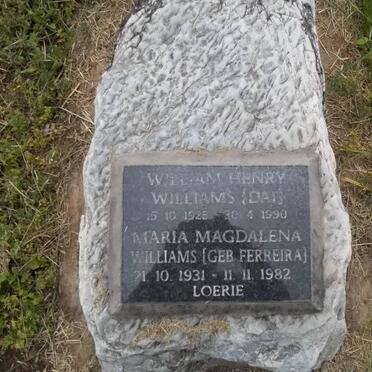 WILLIAM HENRY
WILLIAMS [DAI]
15.10.1925 - 30.4.1990
MARIA MAGDALENA
WILLIAMS [GEB FERREIRA]
21.10.1931 - 11.11.1982
LOERIE